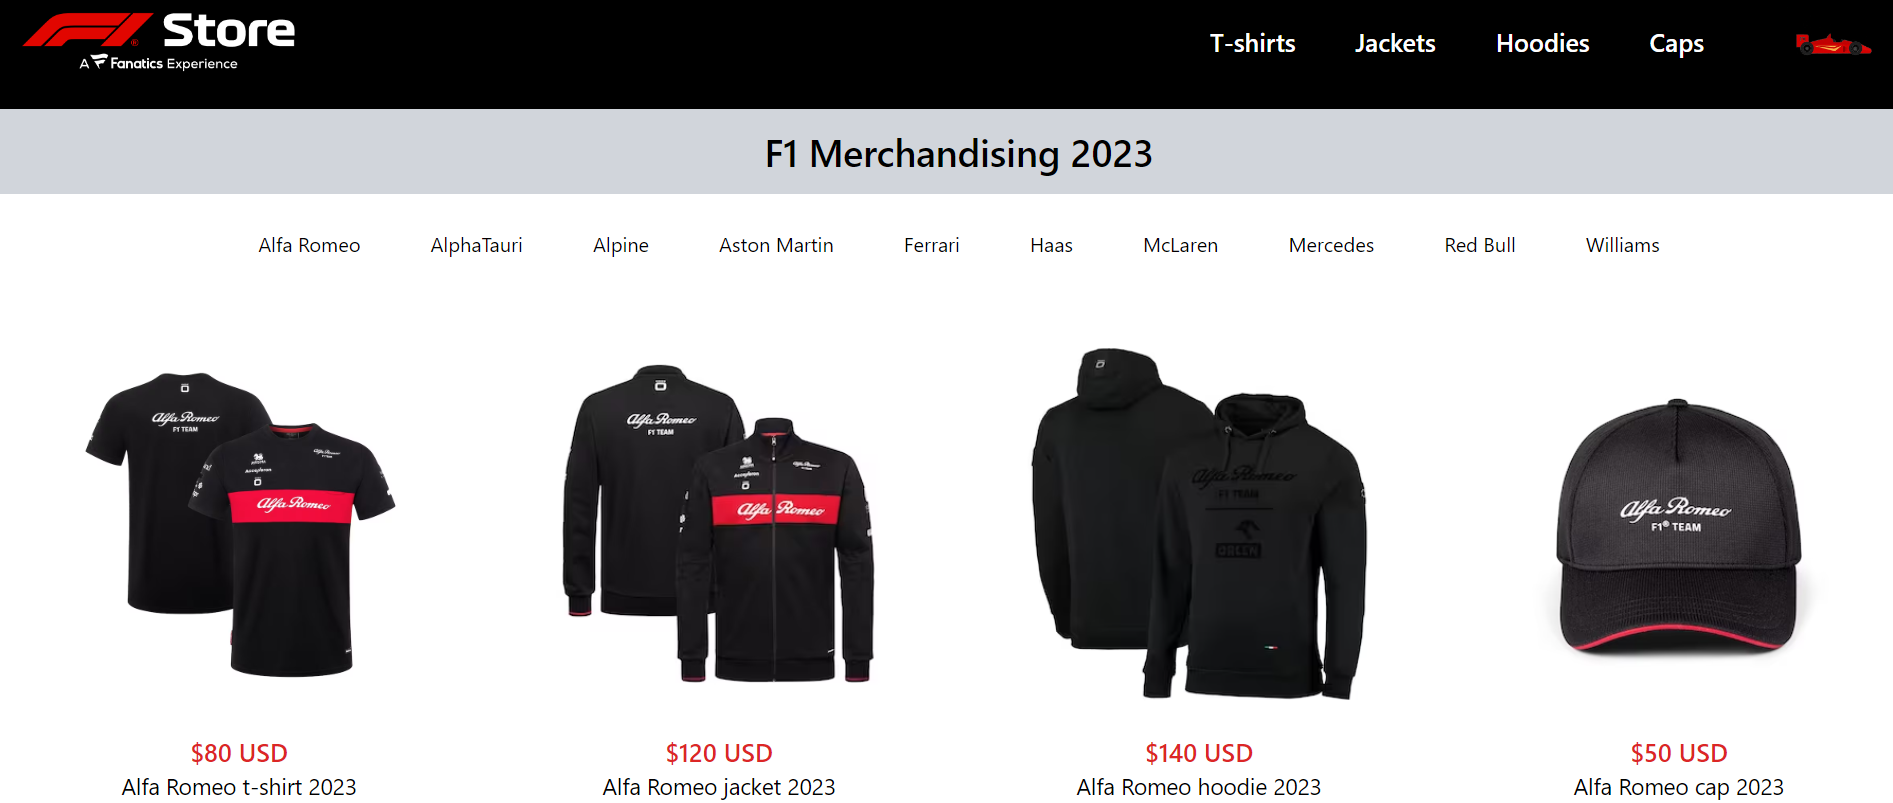 F1 Store
A Fanatics Experience
T-shirts Jackets Hoodies Caps
F1 Merchandising 2023
Alfa Romeo AlphaTauri Alpine Aston Martin Ferrari Haas McLaren Mercedes Red Bull Williams
Alfa Romeo
F1 TEAM
Alfa Romeo
Alfa Romeo
F1 TEAM
Alfa Romeo
Alfa Romeo
F1 TEAM
ORLEN
Alfa Romeo
F1® TEAM
$80 USD
Alfa Romeo t-shirt 2023
$120 USD
Alfa Romeo jacket 2023
$140 USD
Alfa Romeo hoodie 2023
$50 USD
Alfa Romeo cap 2023